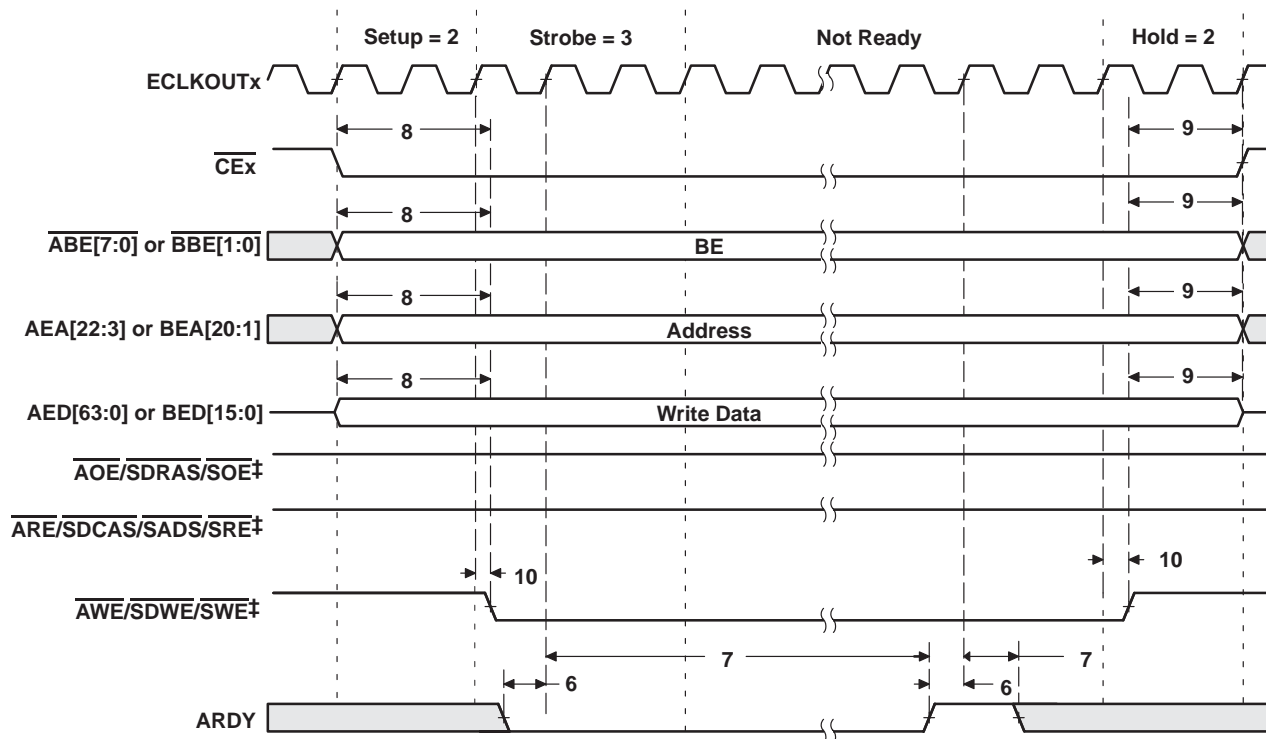 Setup = 2 Strobe = 3 Not Ready Hold = 2
ECLKOUTx
8 9
CEx
8 9
ABE[7:0] or BBE[1:0] BE
8 9
AEA[22:3] or BEA[20:1] Address
8 9
AED[63:0] or BED[15:0] Write Data
AOE/SDRAS/SOE‡
ARE/SDCAS/SADS/SRE‡
10 10
AWE/SDWE/SWE‡
7 7
6 6
ARDY